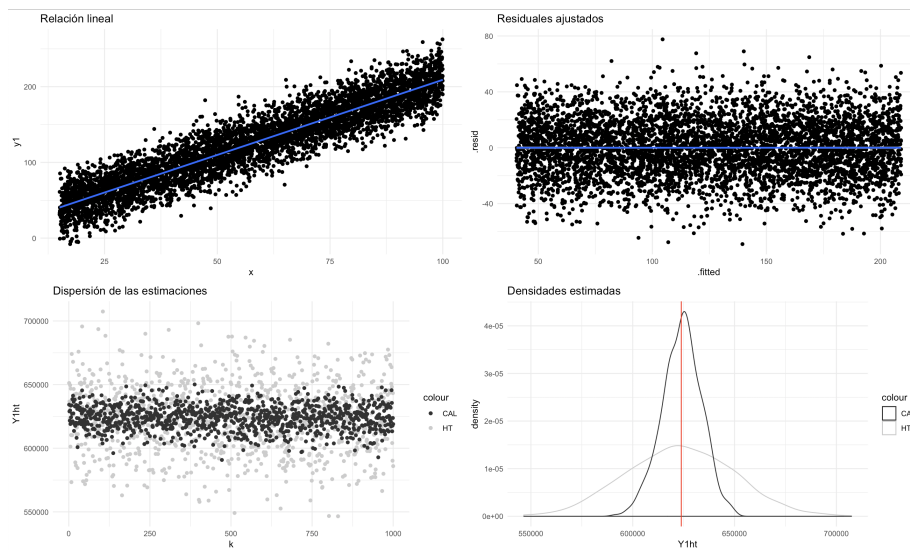 Relación lineal
200
100
0
y1
25
50
75
100
x
Residuales ajustados
80
40
0
-40
.resid
50
100
150
200
.fitted
Dispersión de las estimaciones
700000
650000
600000
550000
Y1ht
0
250
500
750
1000
k
colour
CAL
HT
Densidades estimadas
4e-05
3e-05
2e-05
1e-05
0e+00
density
550000
600000
650000
700000
Y1ht
colour
CA
HT